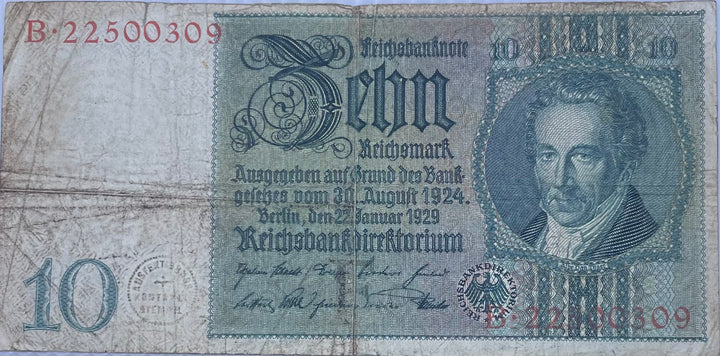 B·22500309
Reichsbanknote
10 10
Zehn
Reichsmark
Ausgegeben auf Grund des Bank-
gesetzes vom 30. August 1924.
Berlin, den 22. Januar 1929
Reichsbankdirektorium
10
REICHSBANKDIREKTORIUM
B·22500309